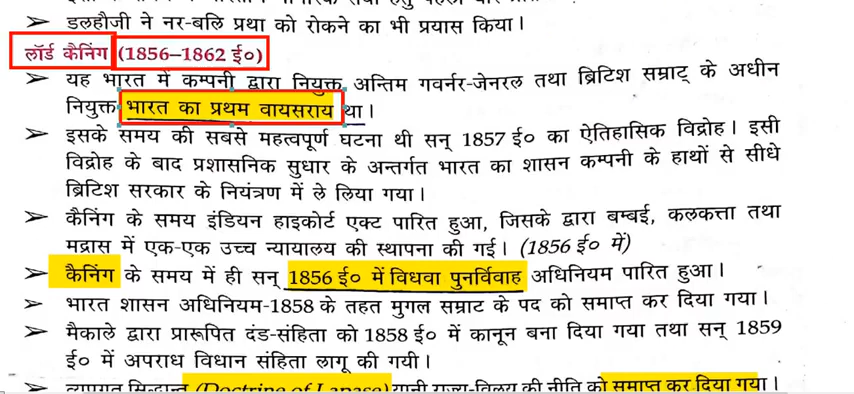 ➤ डलहौजी ने नर-बलि प्रथा को रोकने का भी प्रयास किया।
लॉर्ड कैनिंग (1856–1862 ई०)
➤ यह भारत में कम्पनी द्वारा नियुक्त अन्तिम गवर्नर-जेनरल तथा ब्रिटिश सम्राट् के अधीन
नियुक्त भारत का प्रथम वायसराय था।
➤ इसके समय की सबसे महत्वपूर्ण घटना थी सन् 1857 ई० का ऐतिहासिक विद्रोह। इसी
विद्रोह के बाद प्रशासनिक सुधार के अन्तर्गत भारत का शासन कम्पनी के हाथों से सीधे
ब्रिटिश सरकार के नियंत्रण में ले लिया गया।
➤ कैनिंग के समय इंडियन हाइकोर्ट एक्ट पारित हुआ, जिसके द्वारा बम्बई, कलकत्ता तथा
मद्रास में एक-एक उच्च न्यायालय की स्थापना की गई। (1856 ई० में)
➤ कैनिंग के समय में ही सन् 1856 ई० में विधवा पुनर्विवाह अधिनियम पारित हुआ।
➤ भारत शासन अधिनियम-1858 के तहत मुगल सम्राट के पद को समाप्त कर दिया गया।
➤ मैकाले द्वारा प्रारूपित दंड-संहिता को 1858 ई० में कानून बना दिया गया तथा सन् 1859
ई० में अपराध विधान संहिता लागू की गयी।
➤ व्यपगत सिद्धान्त (Doctrine of Lapase) यानी राज्य-विलय की नीति को समाप्त कर दिया गया।